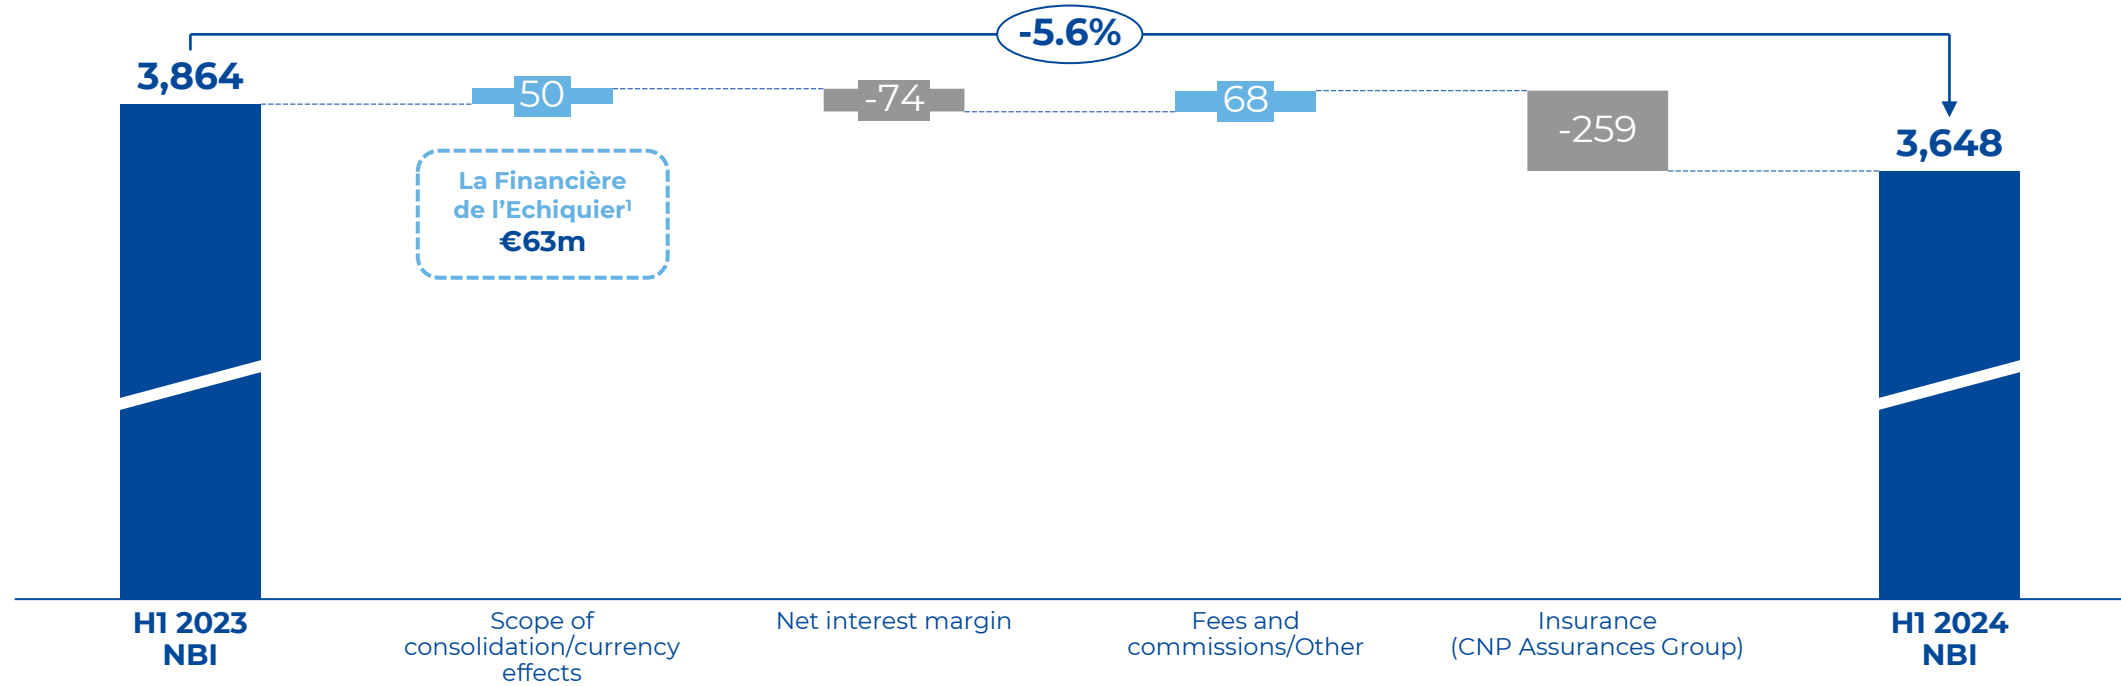 -5.6%
3,864
50
-74
68
-259
3,648
La Financière
de l’Echiquier¹
€63m
H1 2023
NBI
Scope of
consolidation/currency
effects
Net interest margin
Fees and
commissions/Other
Insurance
(CNP Assurances Group)
H1 2024
NBI